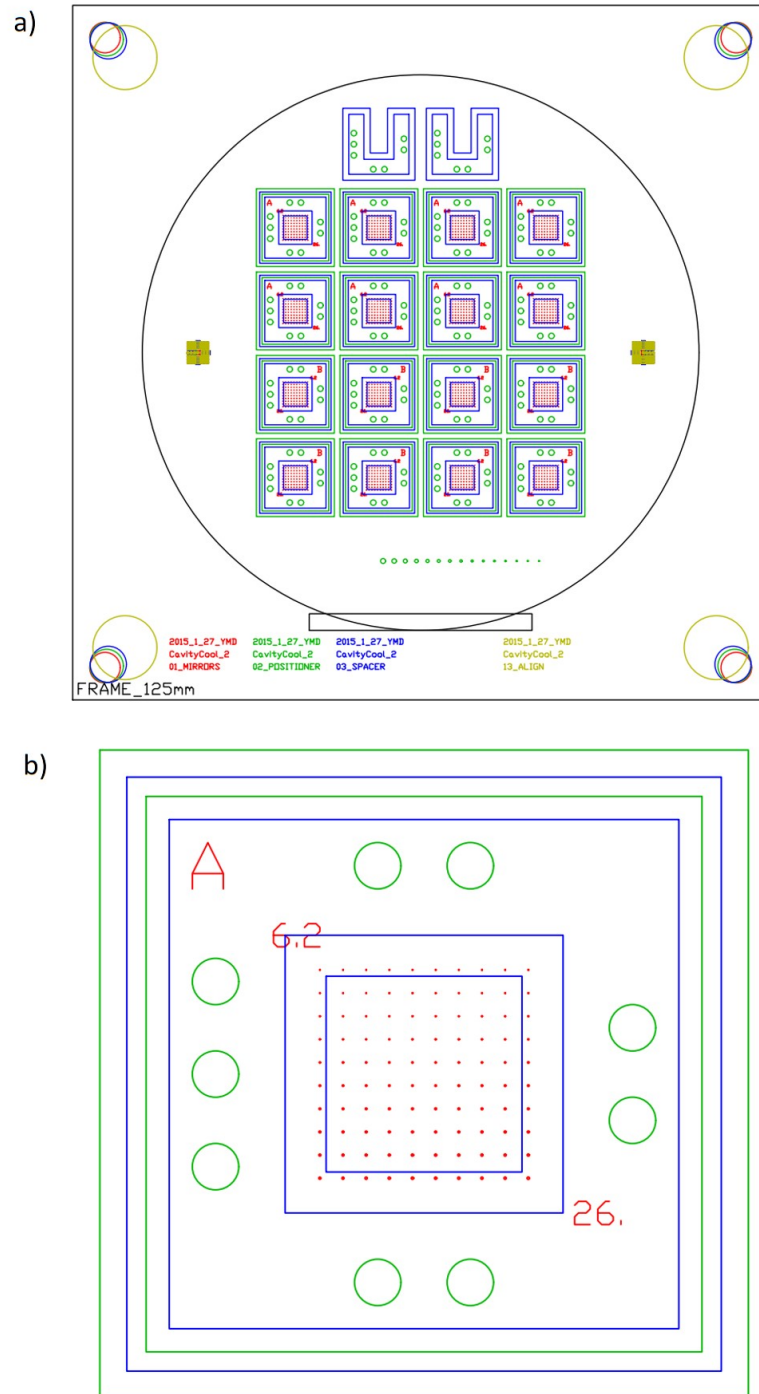 a)
A
A
A
A
A
A
A
A
B
B
B
B
B
B
B
B
2015_1_27_YMD
CavityCool_2
01_MIRRORS
2015_1_27_YMD
CavityCool_2
02_POSITIONER
2015_1_27_YMD
CavityCool_2
03_SPACER
2015_1_27_YMD
CavityCool_2
13_ALIGN
FRAME_125mm
b)
A
6.2
26.